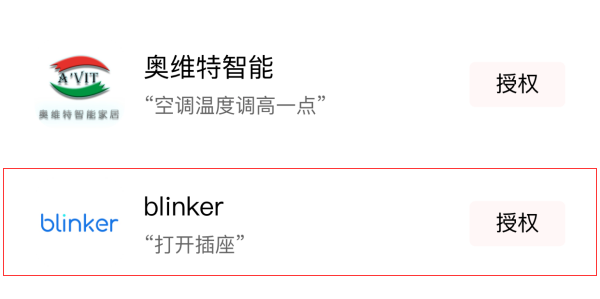 A'VIT
奥维特智能家居
奥维特智能
“空调温度调高一点”
授权
blinker
blinker
“打开插座”
授权